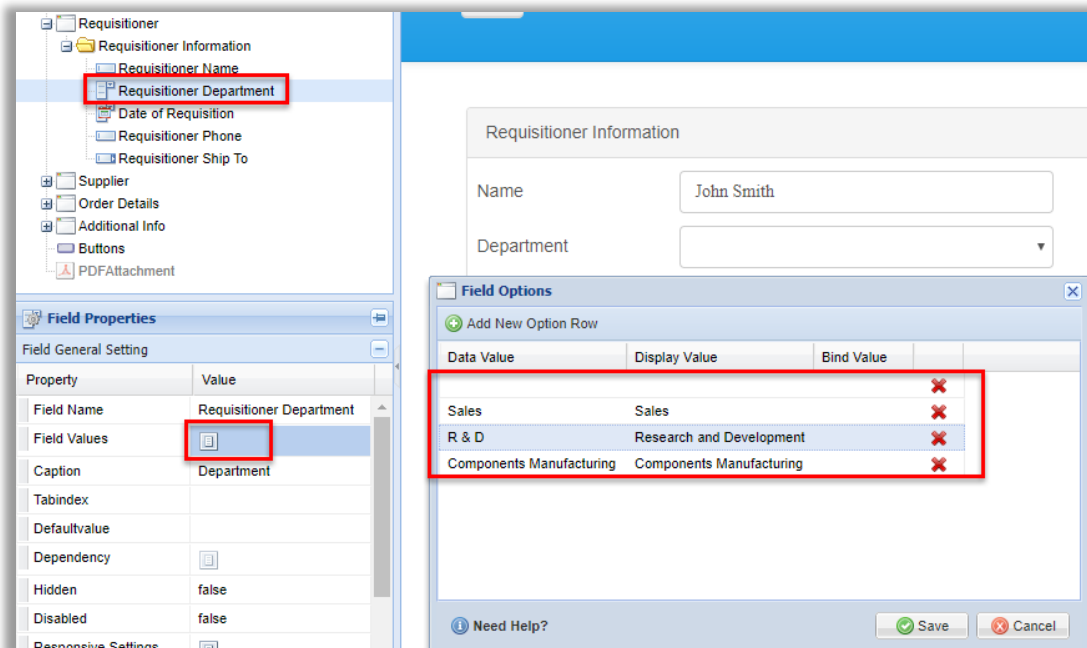 Requisitioner
Requisitioner Information
Requisitioner Name
Requisitioner Department
Date of Requisition
Requisitioner Phone
Requisitioner Ship To
Supplier
Order Details
Additional Info
Buttons
PDFAttachment
Field Properties
Field General Setting
Property Value
Field Name Requisitioner Department
Field Values
Caption Department
Tabindex
Defaultvalue
Dependency
Hidden false
Disabled false
Responsive Settings
Requisitioner Information
Name John Smith
Department
Field Options
Add New Option Row
Data Value Display Value Bind Value
Sales Sales
R & D Research and Development
Components Manufacturing Components Manufacturing
Need Help? Save Cancel